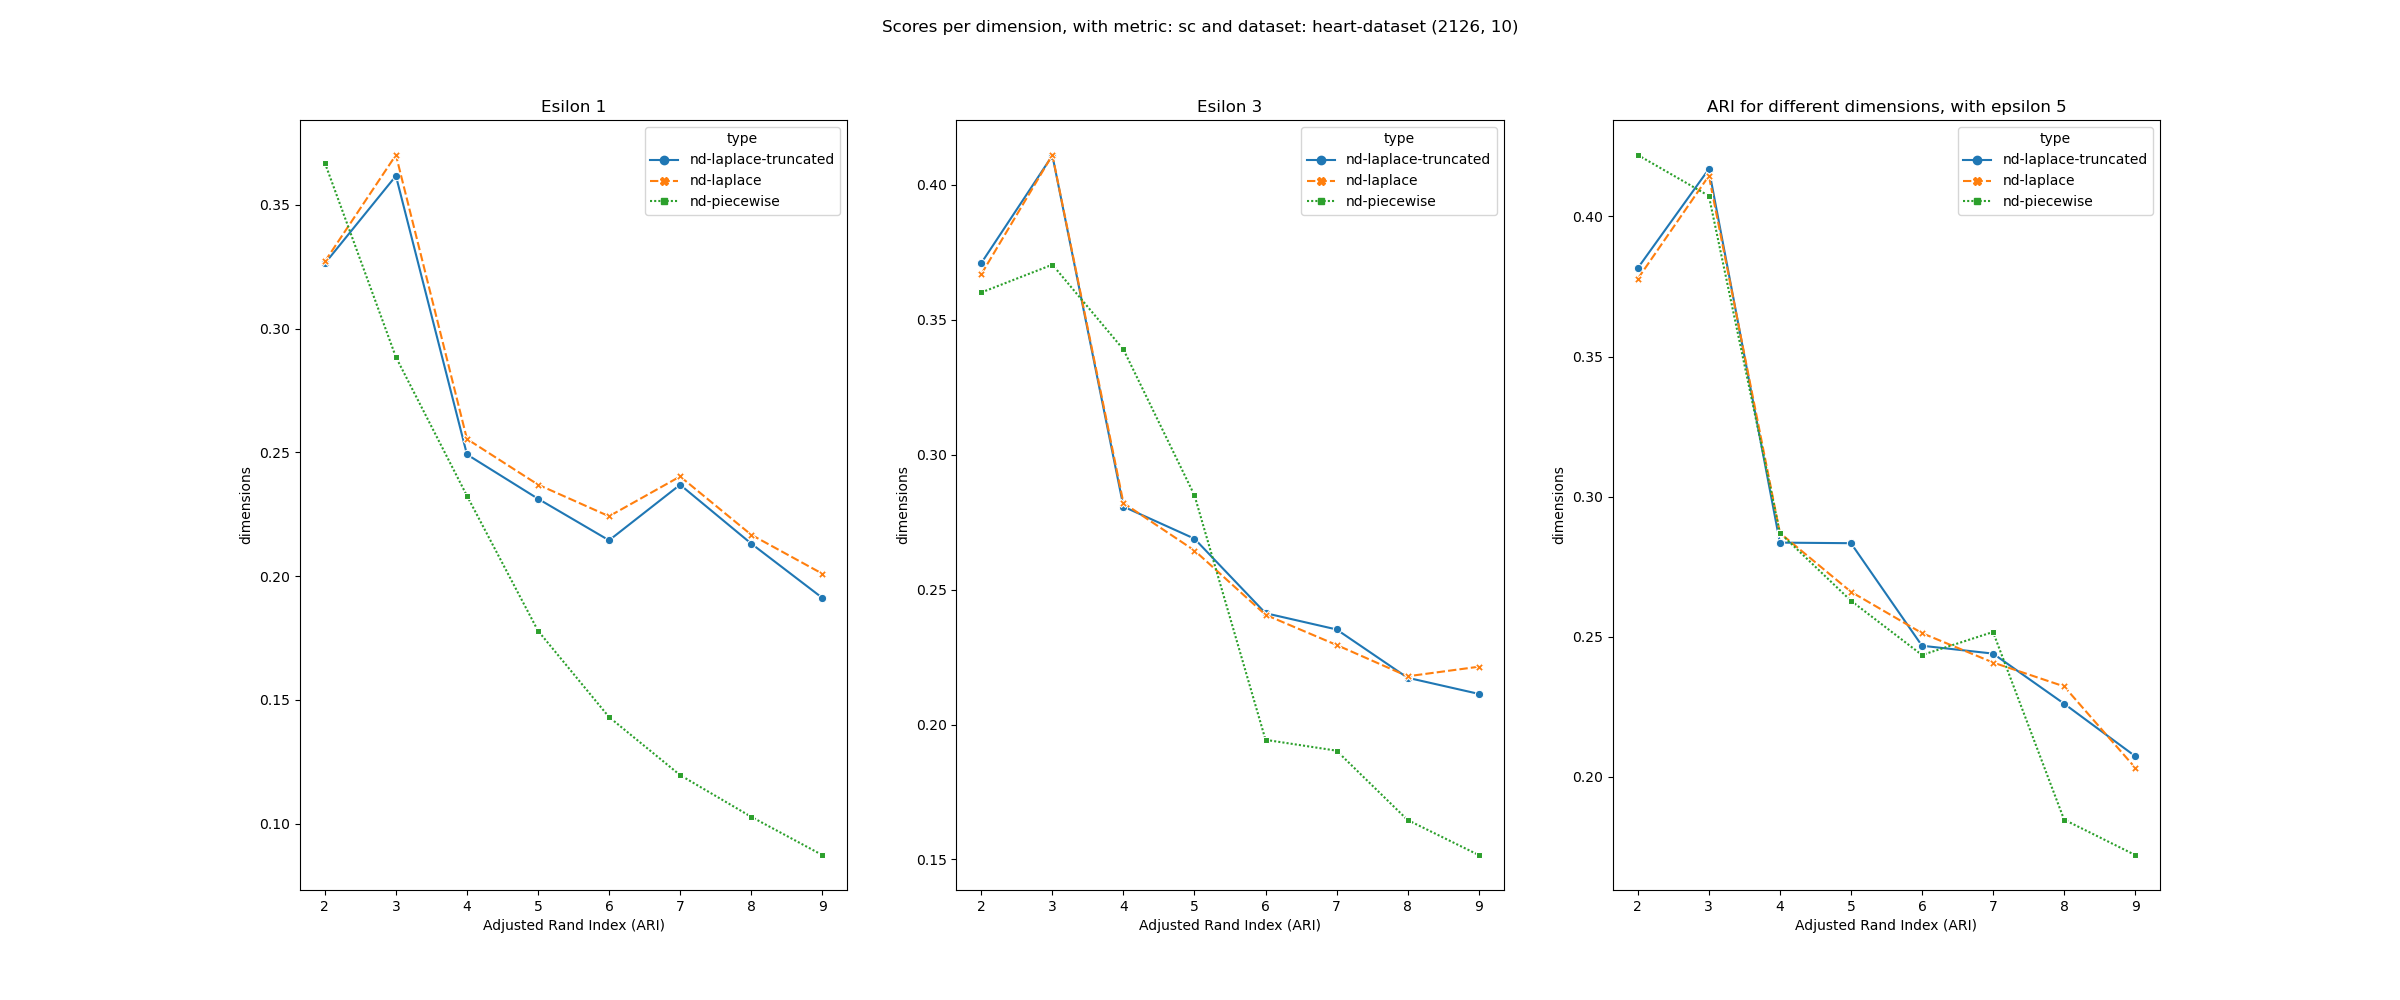 Scores per dimension, with metric: sc and dataset: heart-dataset (2126, 10)
Esilon 1
type
nd-laplace-truncated
nd-laplace
nd-piecewise
0.35
0.30
0.25
0.20
0.15
0.10
dimensions
2 3 4 5 6 7 8 9
Adjusted Rand Index (ARI)
Esilon 3
type
nd-laplace-truncated
nd-laplace
nd-piecewise
0.40
0.35
0.30
0.25
0.20
0.15
dimensions
2 3 4 5 6 7 8 9
Adjusted Rand Index (ARI)
ARI for different dimensions, with epsilon 5
type
nd-laplace-truncated
nd-laplace
nd-piecewise
0.40
0.35
0.30
0.25
0.20
dimensions
2 3 4 5 6 7 8 9
Adjusted Rand Index (ARI)